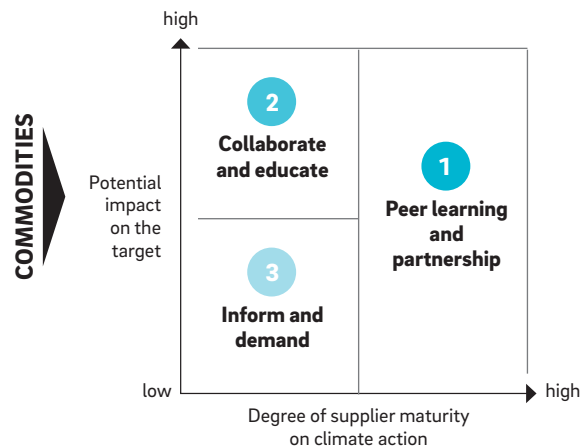 high
COMMODITIES
Potential
impact
on the
target
2
Collaborate
and educate
1
Peer learning
and
partnership
3
Inform and
demand
low
high
Degree of supplier maturity
on climate action